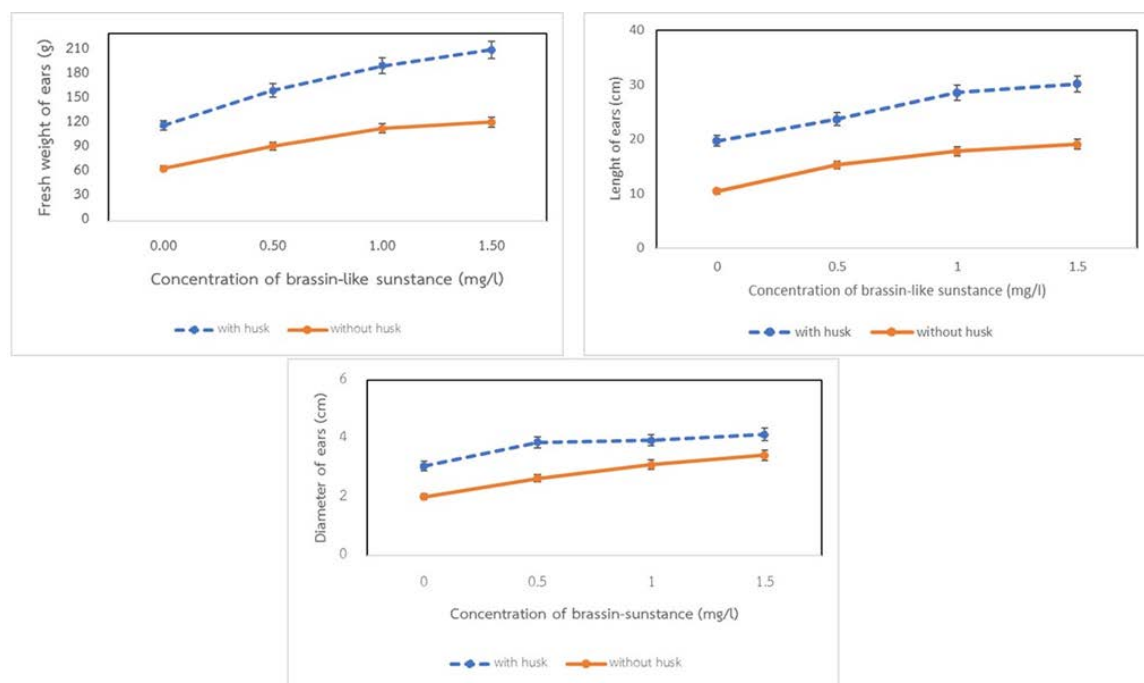 Fresh weight of ears (g)
210
180
150
120
90
60
30
0
0.00 0.50 1.00 1.50
Concentration of brassin-like sunstance (mg/l)
with husk without husk
Lenght of ears (cm)
40
30
20
10
0
0 0.5 1 1.5
Concentration of brassin-like sunstance (mg/l)
with husk without husk
Diameter of ears (cm)
6
4
2
0
0 0.5 1 1.5
Concentration of brassin-sunstance (mg/l)
with husk without husk